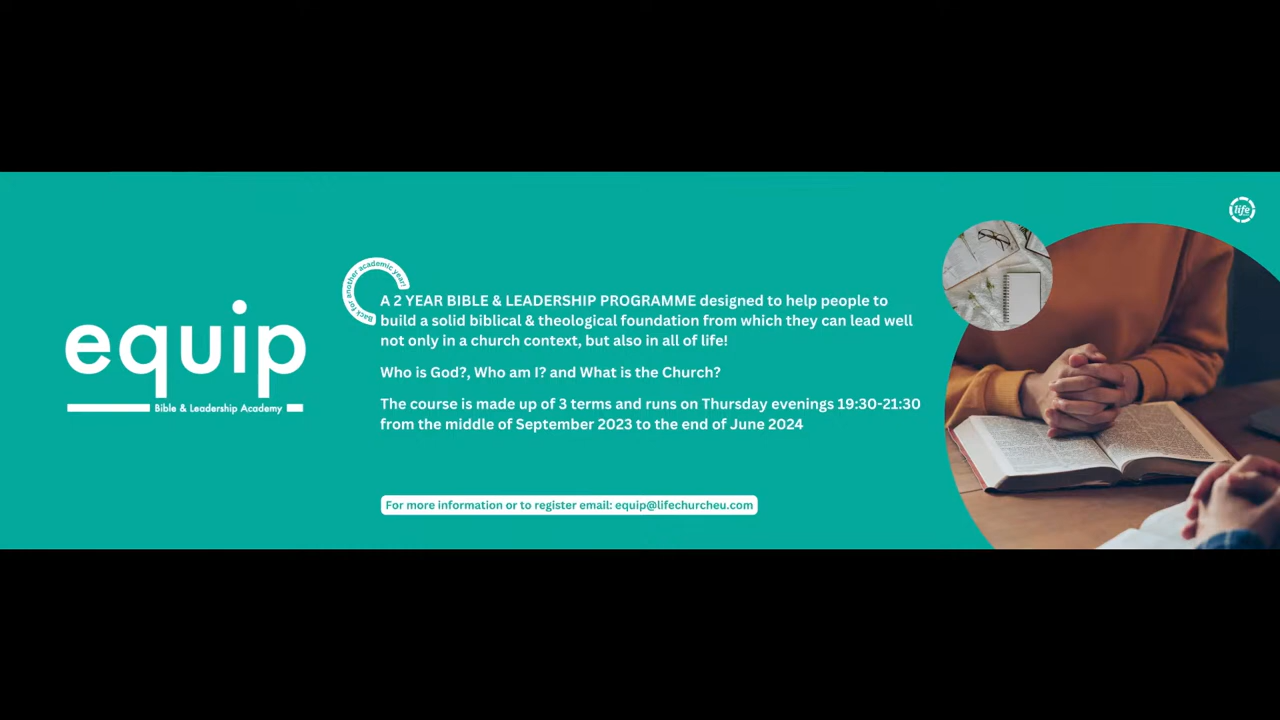 life
Back for another academic year!
equip
Bible & Leadership Academy
A 2 YEAR BIBLE & LEADERSHIP PROGRAMME designed to help people to
build a solid biblical & theological foundation from which they can lead well
not only in a church context, but also in all of life!
Who is God?, Who am I? and What is the Church?
The course is made up of 3 terms and runs on Thursday evenings 19:30-21:30
from the middle of September 2023 to the end of June 2024
For more information or to register email: equip@lifechurcheu.com